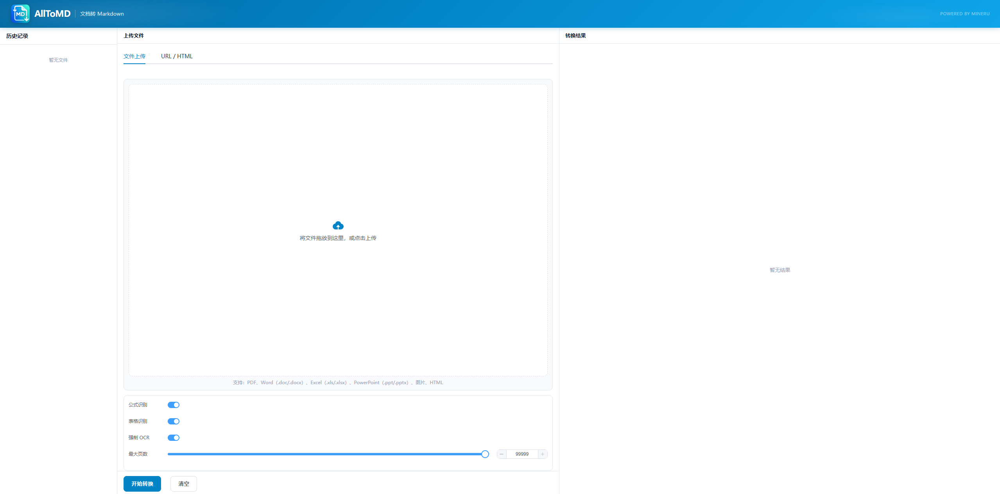 MD
AllToMD
文档转 Markdown
POWERED BY MINERU
历史记录
暂无文件
上传文件
文件上传
URL / HTML
将文件拖放到这里，或点击上传
支持：PDF、Word（.doc/.docx）、Excel（.xls/.xlsx）、PowerPoint（.ppt/.pptx）、图片、HTML
公式识别
表格识别
强制 OCR
最大页数
99999
开始转换
清空
转换结果
暂无结果